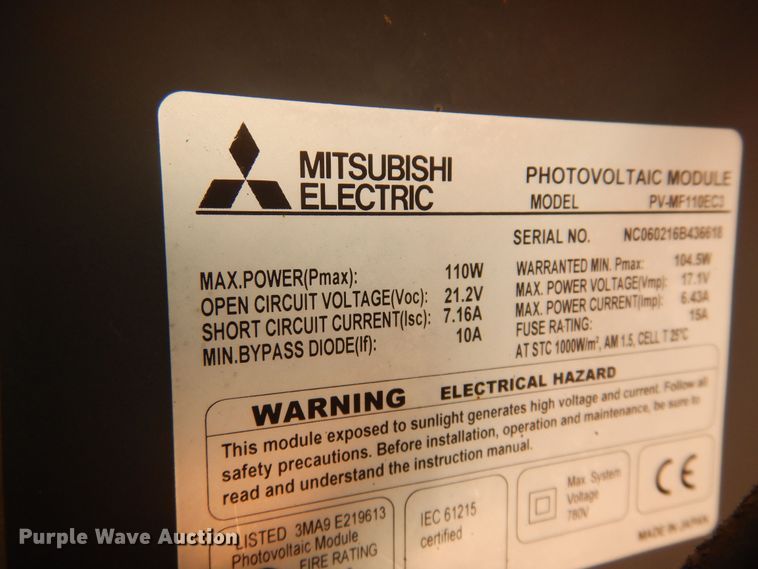 MITSUBISHI
ELECTRIC
PHOTOVOLTAIC MODULE
MODEL PV-MF110EC3
SERIAL NO. NC060216B436618
MAX.POWER(Pmax): 110W
OPEN CIRCUIT VOLTAGE(Voc): 21.2V
SHORT CIRCUIT CURRENT(Isc): 7.16A
MIN.BYPASS DIODE(If): 10A
WARRANTED MIN. Pmax: 104.5W
MAX. POWER VOLTAGE(Vmp): 17.1V
MAX. POWER CURRENT(Imp): 6.43A
FUSE RATING: 15A
AT STC 1000W/m², AM 1.5, CELL T 25°C
WARNING ELECTRICAL HAZARD
This module exposed to sunlight generates high voltage and current. Follow all
safety precautions. Before installation, operation and maintenance, be sure to
read and understand the instruction manual.
LISTED 3MA9 E219613
Photovoltaic Module
FIRE RATING
IEC 61215
certified
Max. System
Voltage
780V
CE
MADE IN JAPAN
Purple Wave Auction